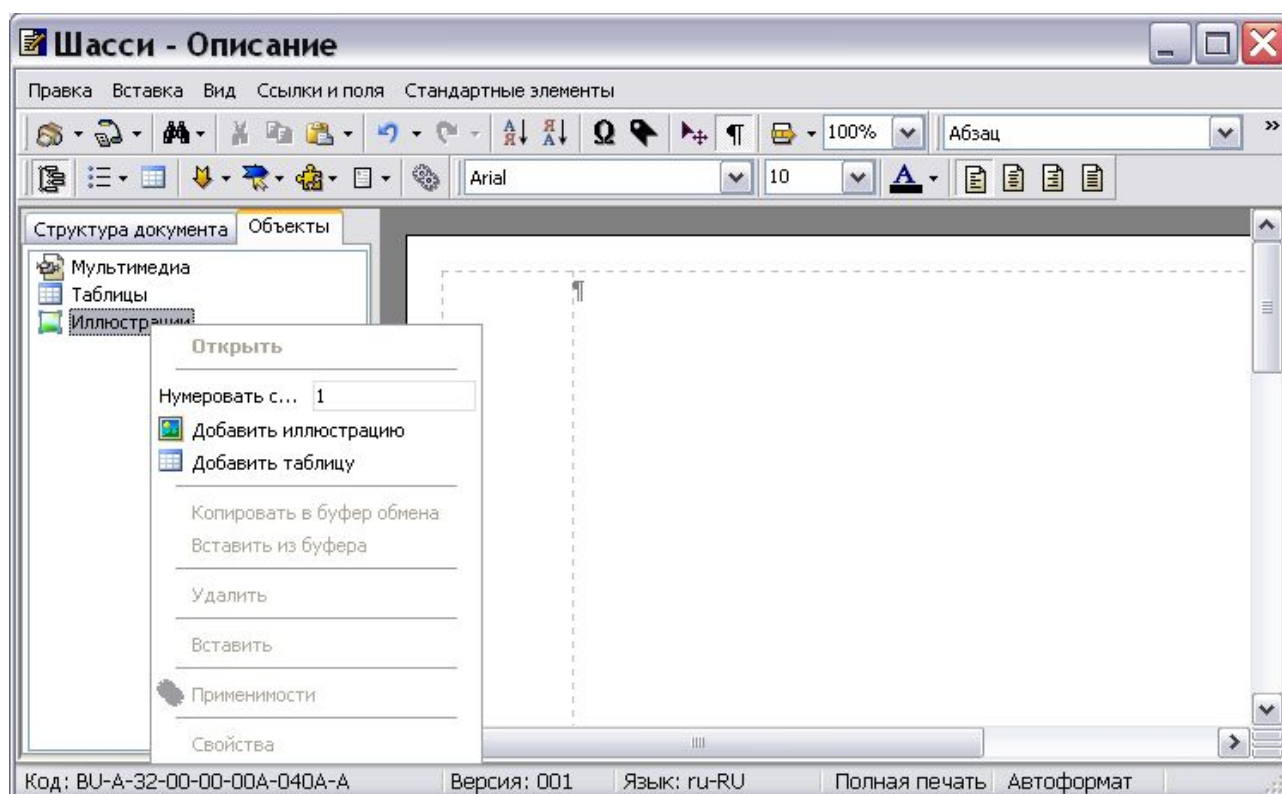 Шасси - Описание
Правка Вставка Вид Ссылки и поля Стандартные элементы
100% Абзац
Arial 10
Структура документа Объекты
Мультимедиа
Таблицы
Иллюстрации
Открыть
Нумеровать с... 1
Добавить иллюстрацию
Добавить таблицу
Копировать в буфер обмена
Вставить из буфера
Удалить
Вставить
Применимости
Свойства
Код: BU-A-32-00-00-00A-040A-A Версия: 001 Язык: ru-RU Полная печать Автоформат